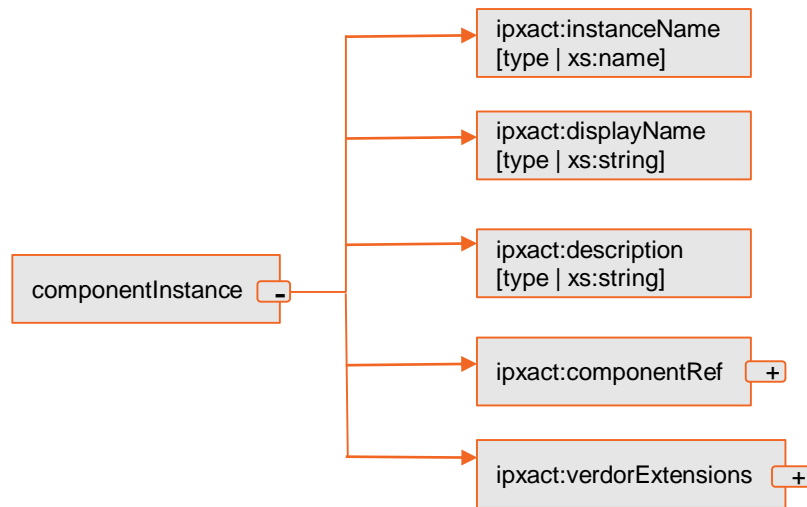 ipxact:instanceName
[type | xs:name]
ipxact:displayName
[type | xs:string]
ipxact:description
[type | xs:string]
componentInstance -
ipxact:componentRef +
ipxact:verdorExtensions +